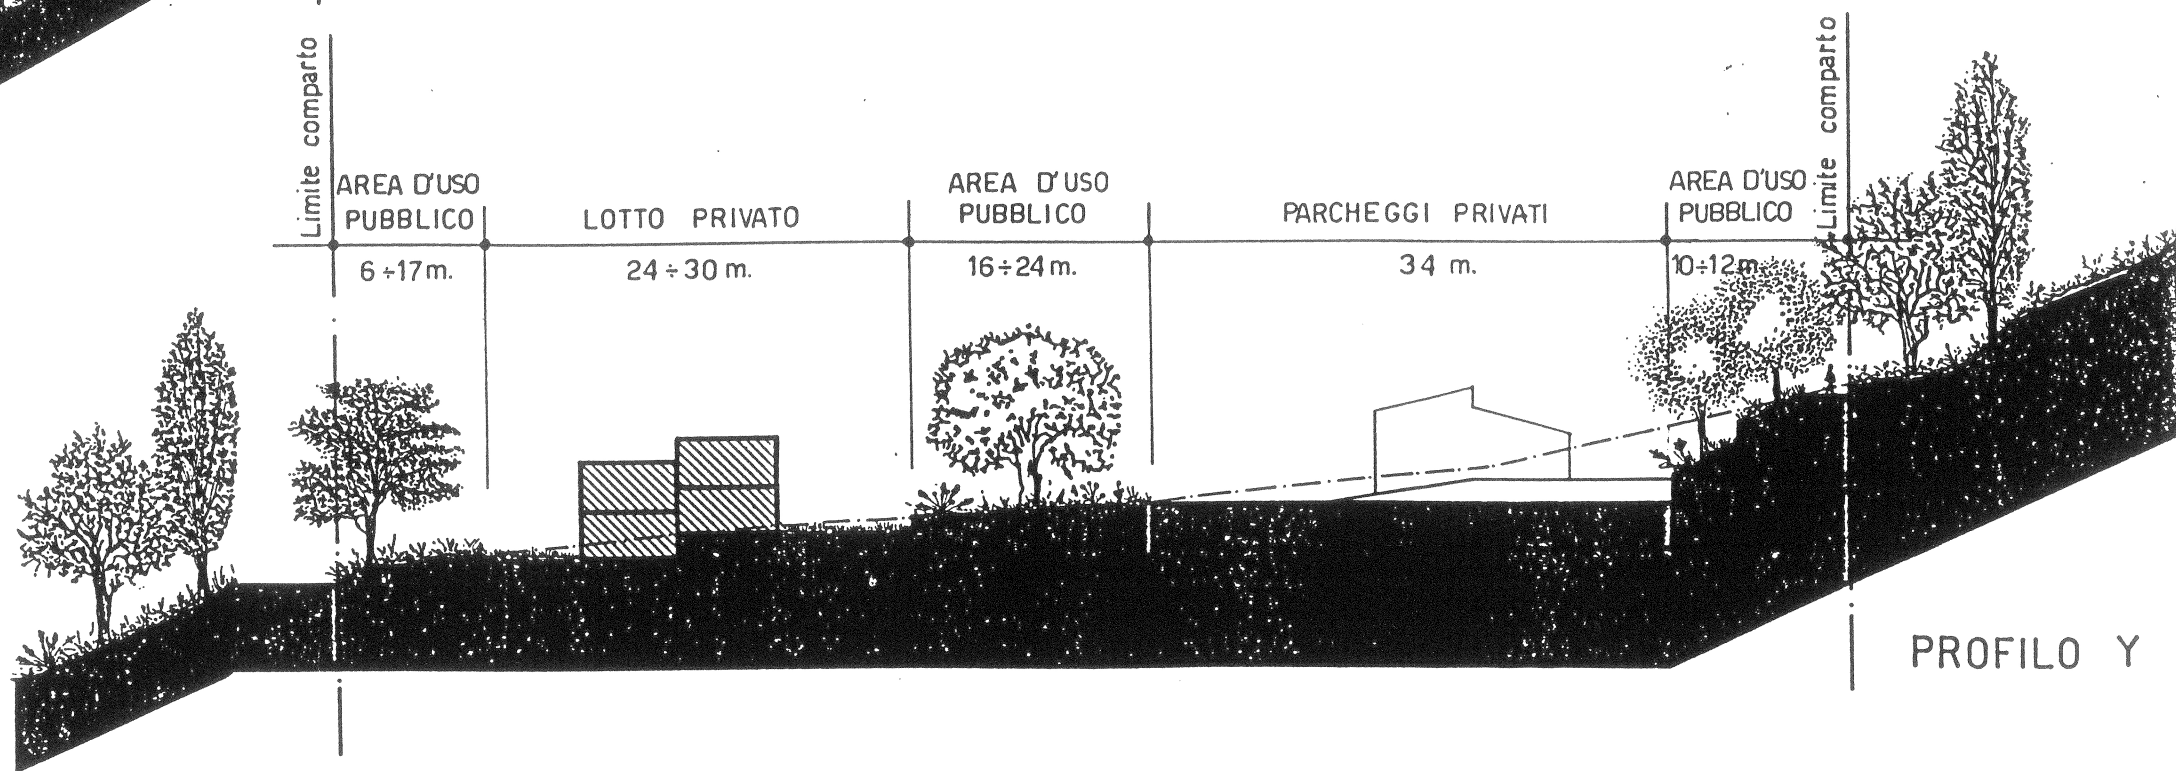 Limite comparto
AREA D'USO
PUBBLICO
6÷17m.
LOTTO PRIVATO
24÷30 m.
AREA D'USO
PUBBLICO
16÷24m.
PARCHEGGI PRIVATI
34 m.
AREA D'USO
PUBBLICO
10÷12m.
Limite comparto
PROFILO Y